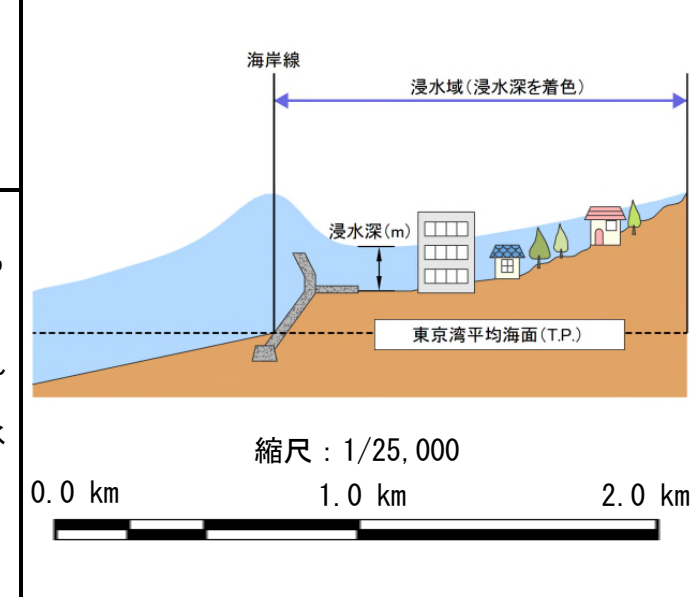 海岸線
浸水域(浸水深を着色)
浸水深(m)
東京湾平均海面(T.P.)
縮尺：1/25,000
0.0 km 1.0 km 2.0 km